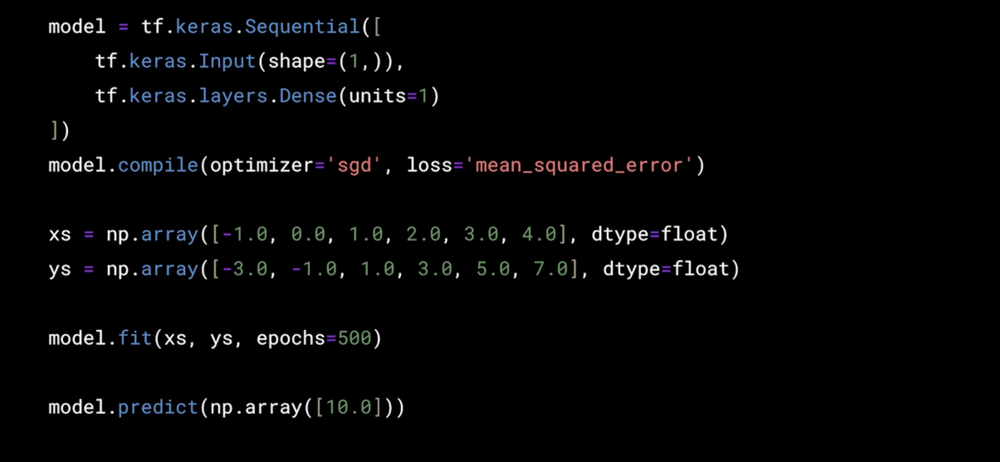 model = tf.keras.Sequential([
    tf.keras.Input(shape=(1,)),
    tf.keras.layers.Dense(units=1)
])
model.compile(optimizer='sgd', loss='mean_squared_error')
xs = np.array([-1.0, 0.0, 1.0, 2.0, 3.0, 4.0], dtype=float)
ys = np.array([-3.0, -1.0, 1.0, 3.0, 5.0, 7.0], dtype=float)
model.fit(xs, ys, epochs=500)
model.predict(np.array([10.0]))